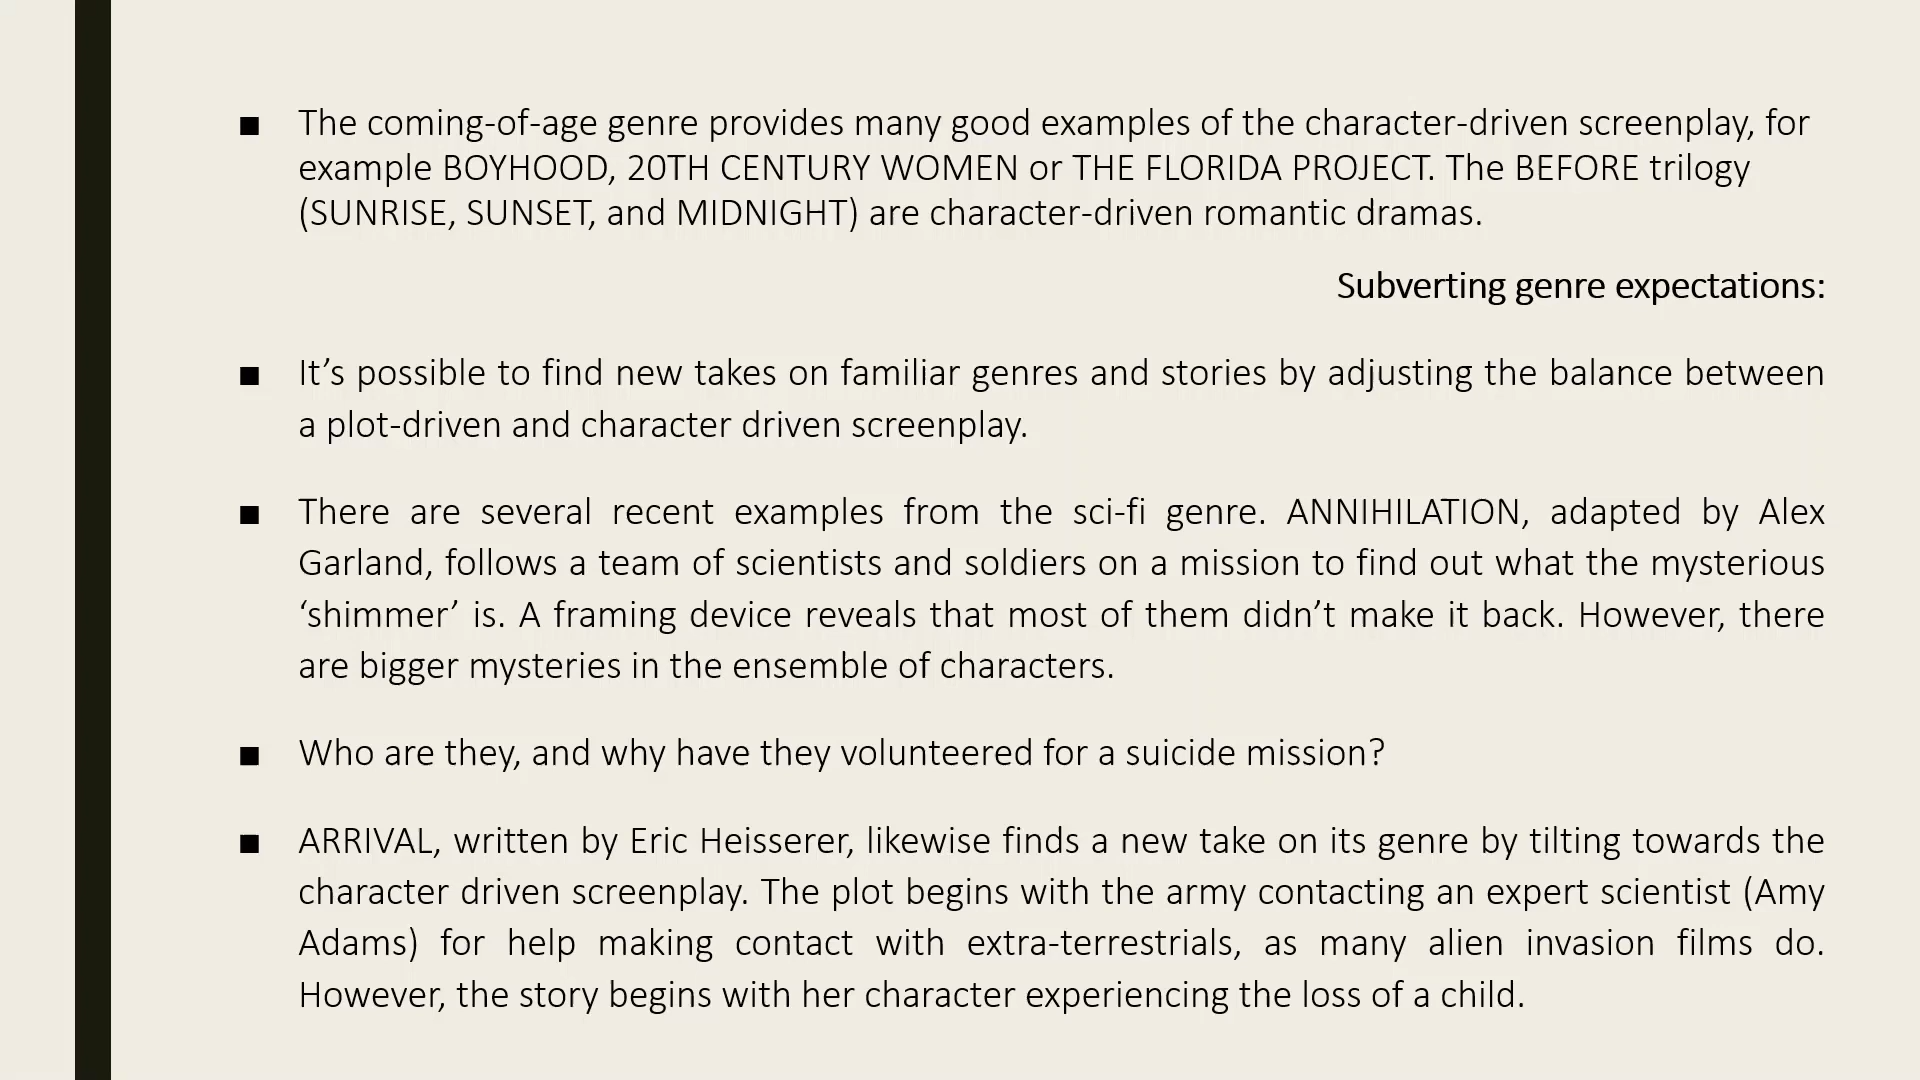 ■ The coming-of-age genre provides many good examples of the character-driven screenplay, for
example BOYHOOD, 20TH CENTURY WOMEN or THE FLORIDA PROJECT. The BEFORE trilogy
(SUNRISE, SUNSET, and MIDNIGHT) are character-driven romantic dramas.
Subverting genre expectations:
■ It’s possible to find new takes on familiar genres and stories by adjusting the balance between
a plot-driven and character driven screenplay.
■ There are several recent examples from the sci-fi genre. ANNIHILATION, adapted by Alex
Garland, follows a team of scientists and soldiers on a mission to find out what the mysterious
‘shimmer’ is. A framing device reveals that most of them didn’t make it back. However, there
are bigger mysteries in the ensemble of characters.
■ Who are they, and why have they volunteered for a suicide mission?
■ ARRIVAL, written by Eric Heisserer, likewise finds a new take on its genre by tilting towards the
character driven screenplay. The plot begins with the army contacting an expert scientist (Amy
Adams) for help making contact with extra-terrestrials, as many alien invasion films do.
However, the story begins with her character experiencing the loss of a child.